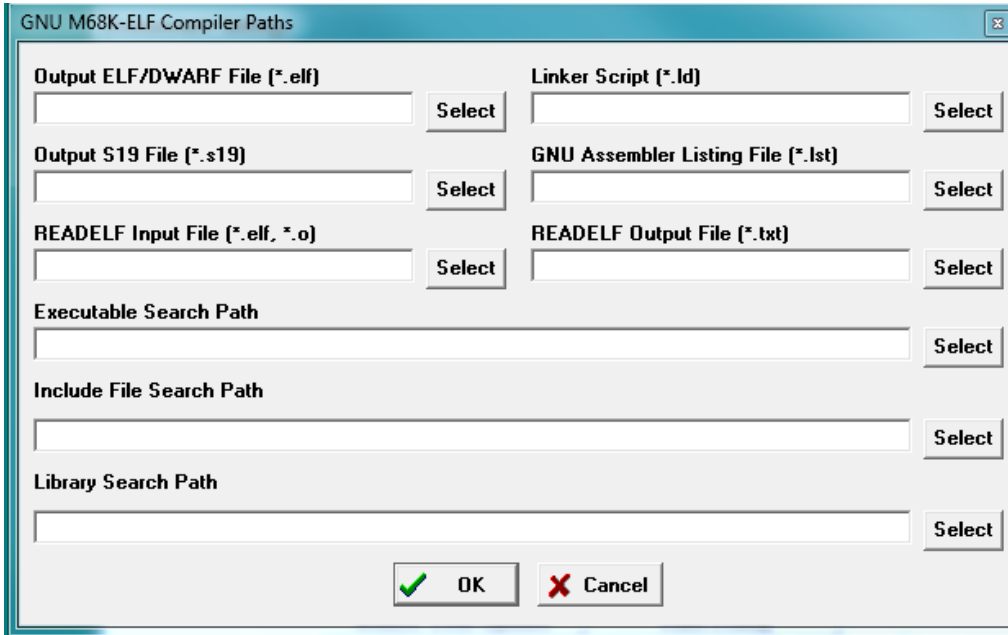 GNU M68K-ELF Compiler Paths
Output ELF/DWARF File (*.elf)
Select
Linker Script (*.ld)
Select
Output S19 File (*.s19)
Select
GNU Assembler Listing File (*.lst)
Select
READELF Input File (*.elf, *.o)
Select
READELF Output File (*.txt)
Select
Executable Search Path
Select
Include File Search Path
Select
Library Search Path
Select
OK
Cancel